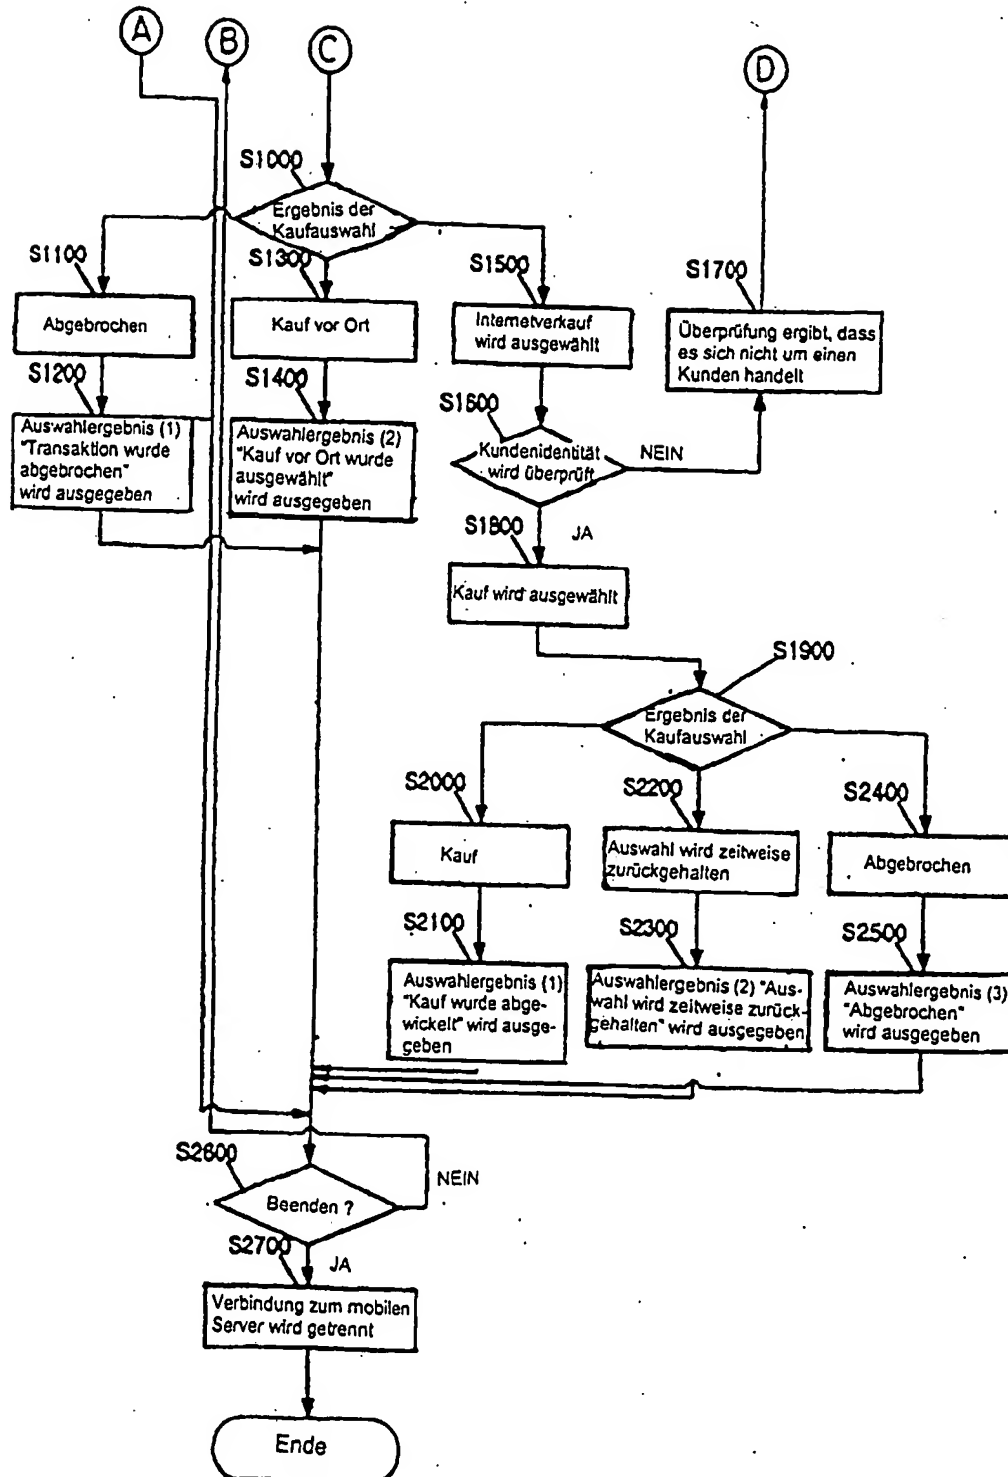 A
B
C
D
S1000
Ergebnis der
Kaufauswahl
S1100
Abgebrochen
S1300
Kauf vor Ort
S1500
Internetverkauf
wird ausgewählt
S1700
Überprüfung ergibt, dass
es sich nicht um einen
Kunden handelt
S1200
Auswahlergebnis (1)
"Transaktion wurde
abgebrochen"
wird ausgegeben
S1400
Auswahlergebnis (2)
"Kauf vor Ort wurde
ausgewählt"
wird ausgegeben
S1600
Kundenidentität
wird überprüft
NEIN
JA
S1800
Kauf wird ausgewählt
S1900
Ergebnis der
Kaufauswahl
S2000
Kauf
S2200
Auswahl wird zeitweise
zurückgehalten
S2400
Abgebrochen
S2100
Auswahlergebnis (1)
"Kauf wurde abge-
wickelt" wird ausge-
geben
S2300
Auswahlergebnis (2) "Aus-
wahl wird zeitweise zurück-
gehalten" wird ausgegeben
S2500
Auswahlergebnis (3)
"Abgebrochen"
wird ausgegeben
S2600
Beenden ?
NEIN
JA
S2700
Verbindung zum mobilen
Server wird getrennt
Ende